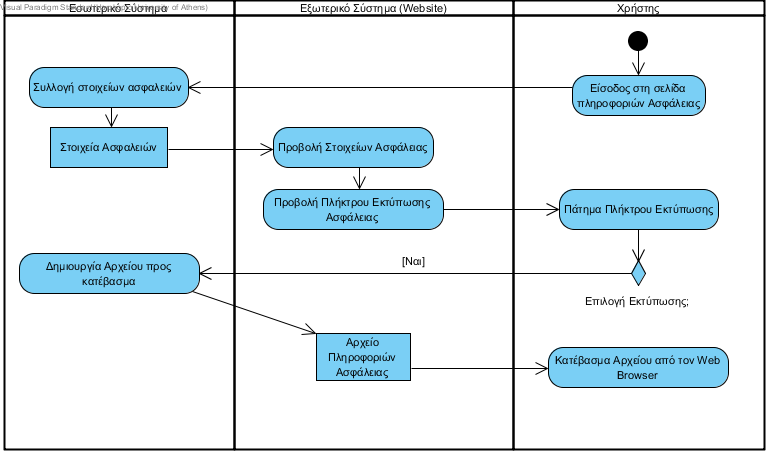 Εσωτερικό Σύστημα
Εξωτερικό Σύστημα (Website)
Χρήστης
Είσοδος στη σελίδα
πληροφοριών Ασφάλειας
Συλλογή στοιχείων ασφαλειών
Στοιχεία Ασφαλειών
Προβολή Στοιχείων Ασφάλειας
Προβολή Πλήκτρου Εκτύπωσης
Ασφάλειας
Πάτημα Πλήκτρου Εκτύπωσης
[Ναι]
Επιλογή Εκτύπωσης;
Δημιουργία Αρχείου προς
κατέβασμα
Αρχείο
Πληροφοριών
Ασφάλειας
Κατέβασμα Αρχείου από τον Web
Browser